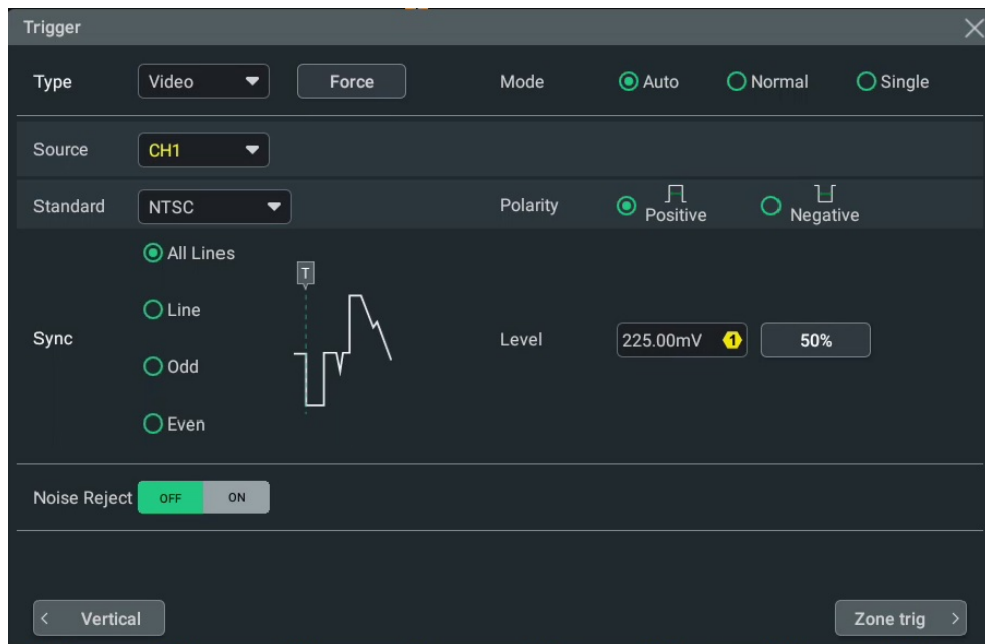 Trigger
Type Video Force Mode Auto Normal Single
Source CH1
Standard NTSC Polarity Positive Negative
All Lines
T
Line
Sync Level 225.00mV 1 50%
Odd
Even
Noise Reject OFF ON
< Vertical Zone trig >